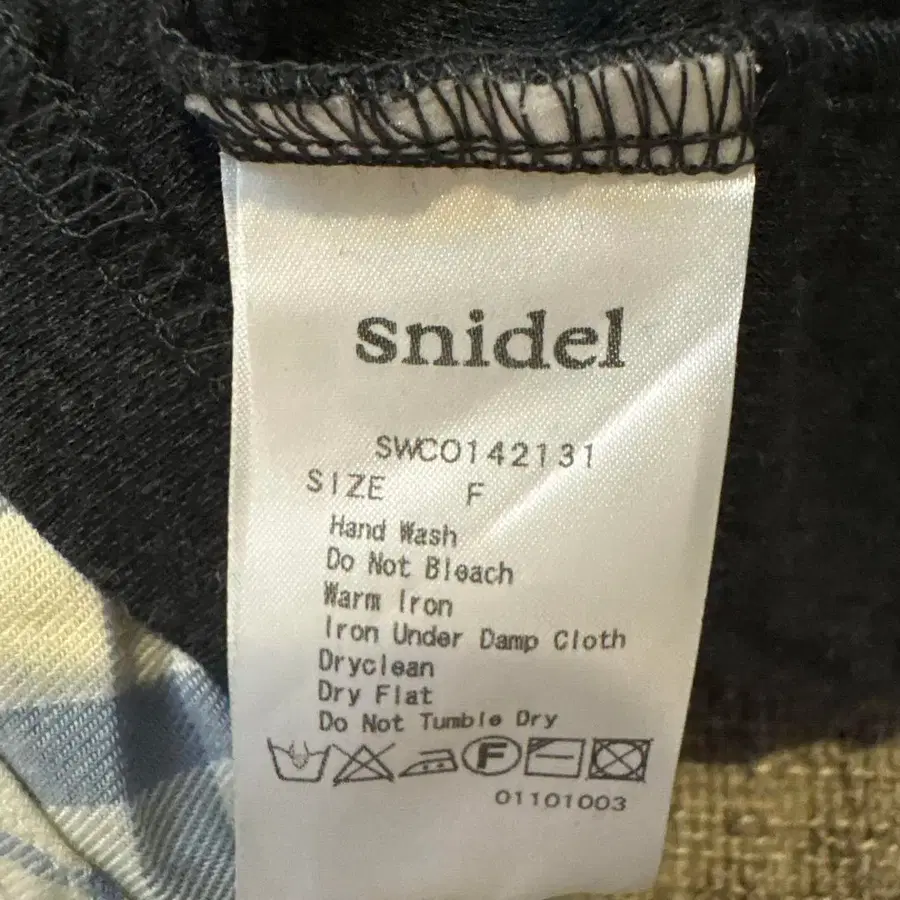 snidel
SWCO142131
SIZE F
Hand Wash
Do Not Bleach
Warm Iron
Iron Under Damp Cloth
Dryclean
Dry Flat
Do Not Tumble Dry
F
01101003